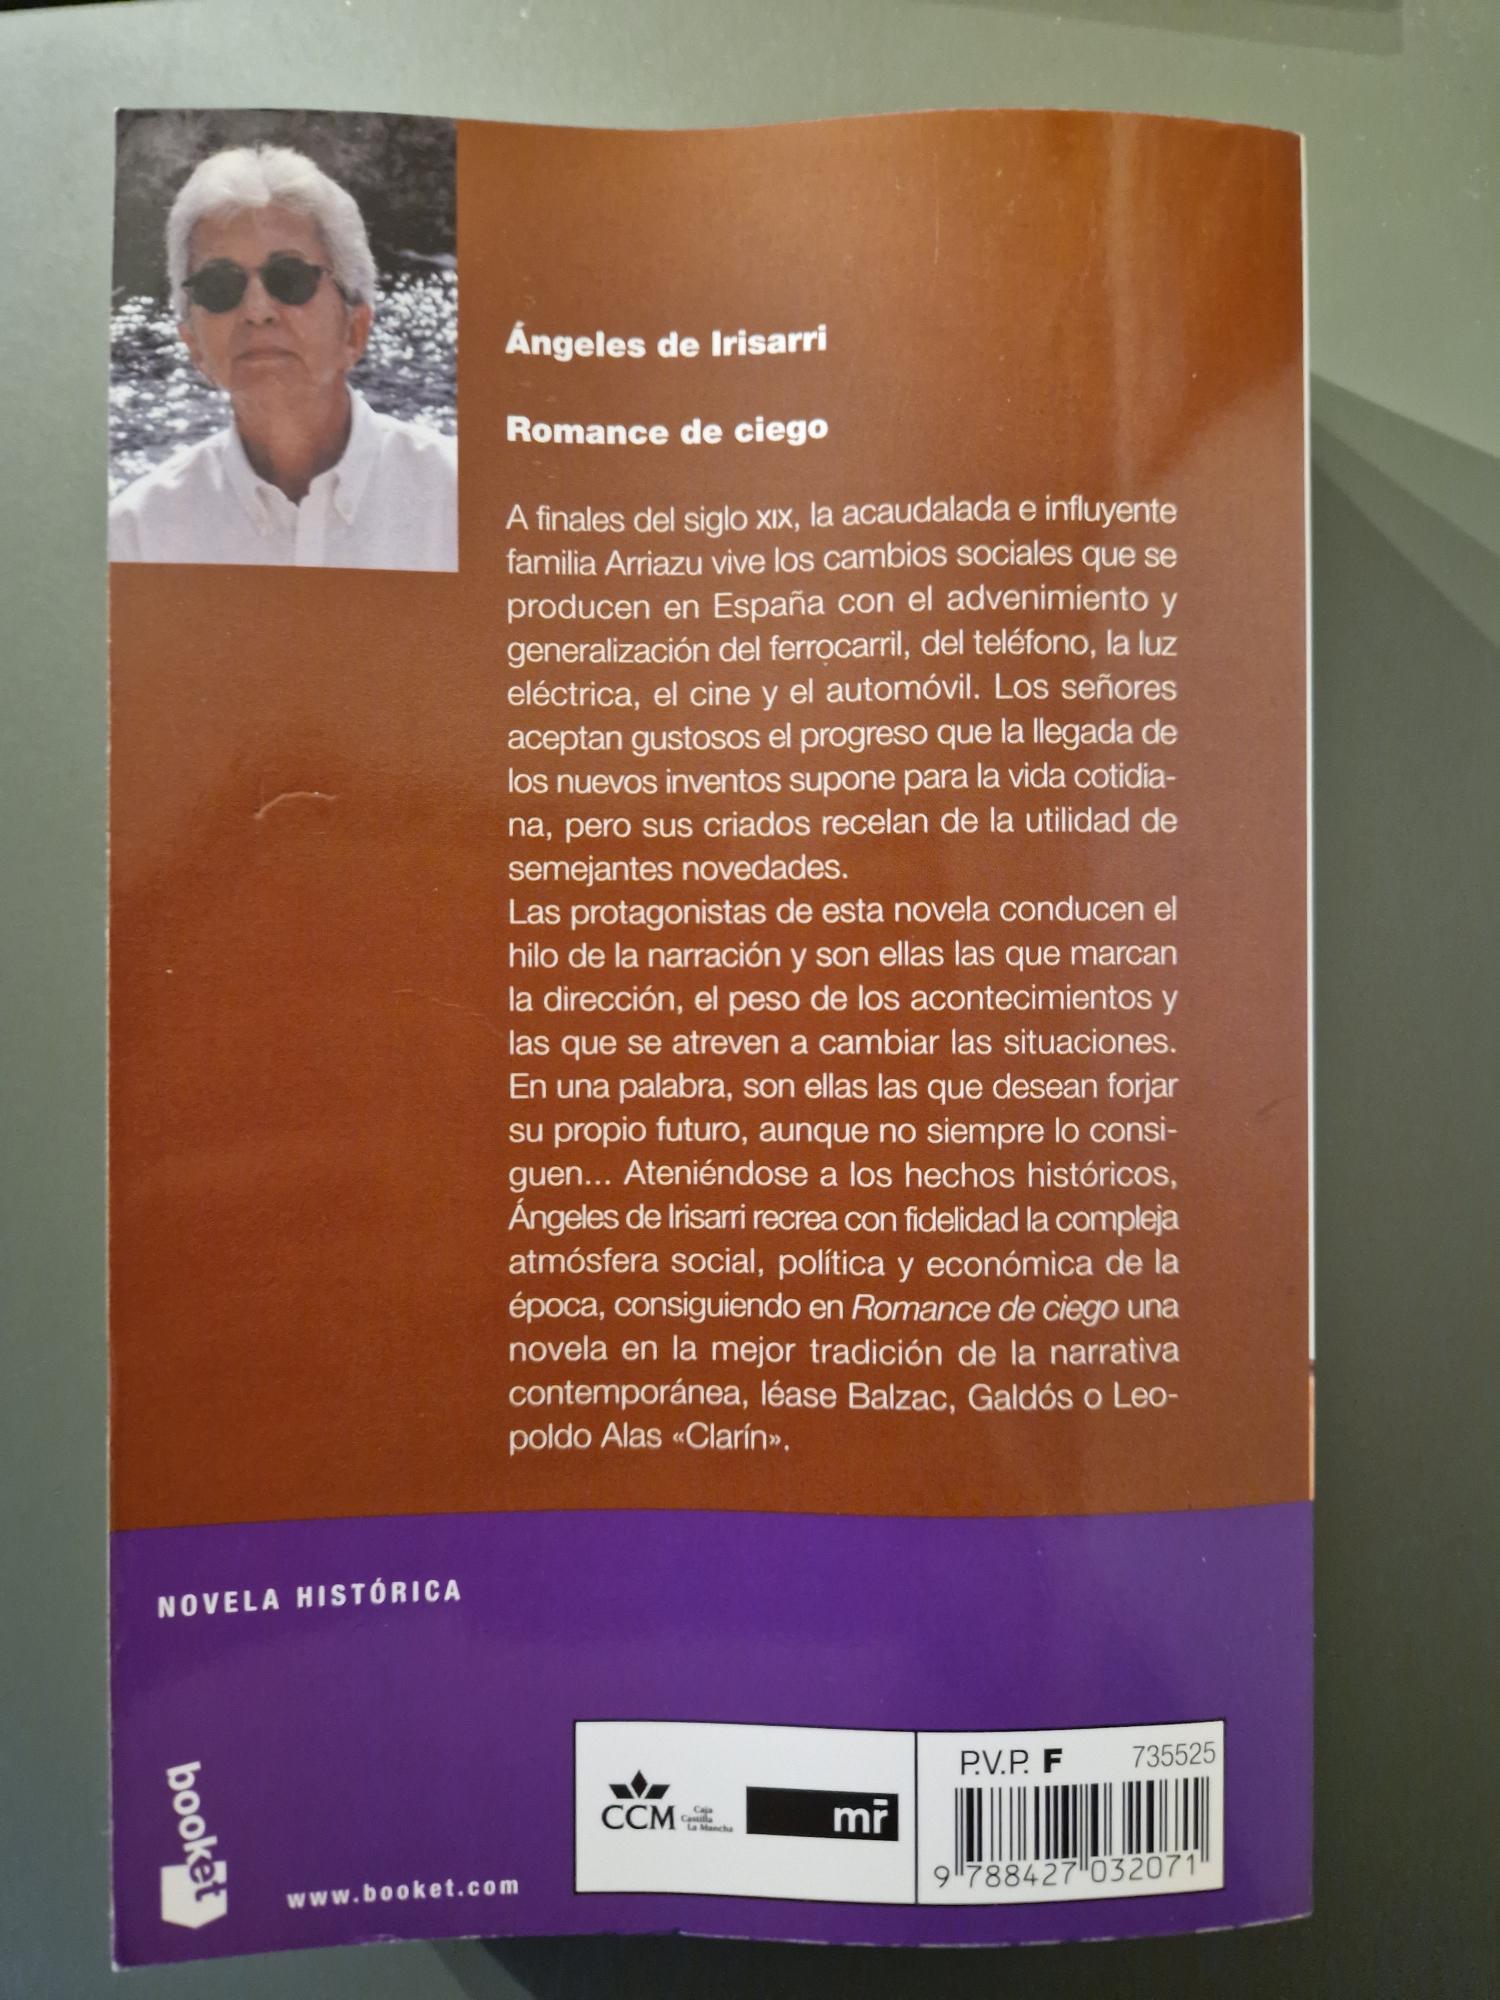 Ángeles de Irisarri
Romance de ciego
A finales del siglo XIX, la acaudalada e influyente
familia Arriazu vive los cambios sociales que se
producen en España con el advenimiento y
generalización del ferrocarril, del teléfono, la luz
eléctrica, el cine y el automóvil. Los señores
aceptan gustosos el progreso que la llegada de
los nuevos inventos supone para la vida cotidia-
na, pero sus criados recelan de la utilidad de
semejantes novedades.
Las protagonistas de esta novela conducen el
hilo de la narración y son ellas las que marcan
la dirección, el peso de los acontecimientos y
las que se atreven a cambiar las situaciones.
En una palabra, son ellas las que desean forjar
su propio futuro, aunque no siempre lo consi-
guen... Ateniéndose a los hechos históricos,
Ángeles de Irisarri recrea con fidelidad la compleja
atmósfera social, política y económica de la
época, consiguiendo en Romance de ciego una
novela en la mejor tradición de la narrativa
contemporánea, léase Balzac, Galdós o Leo-
poldo Alas «Clarín».
NOVELA HISTÓRICA
booket
www.booket.com
CCM
Caja
Castilla
La Mancha
mr
P.V.P. F 735525
9 788427 032071